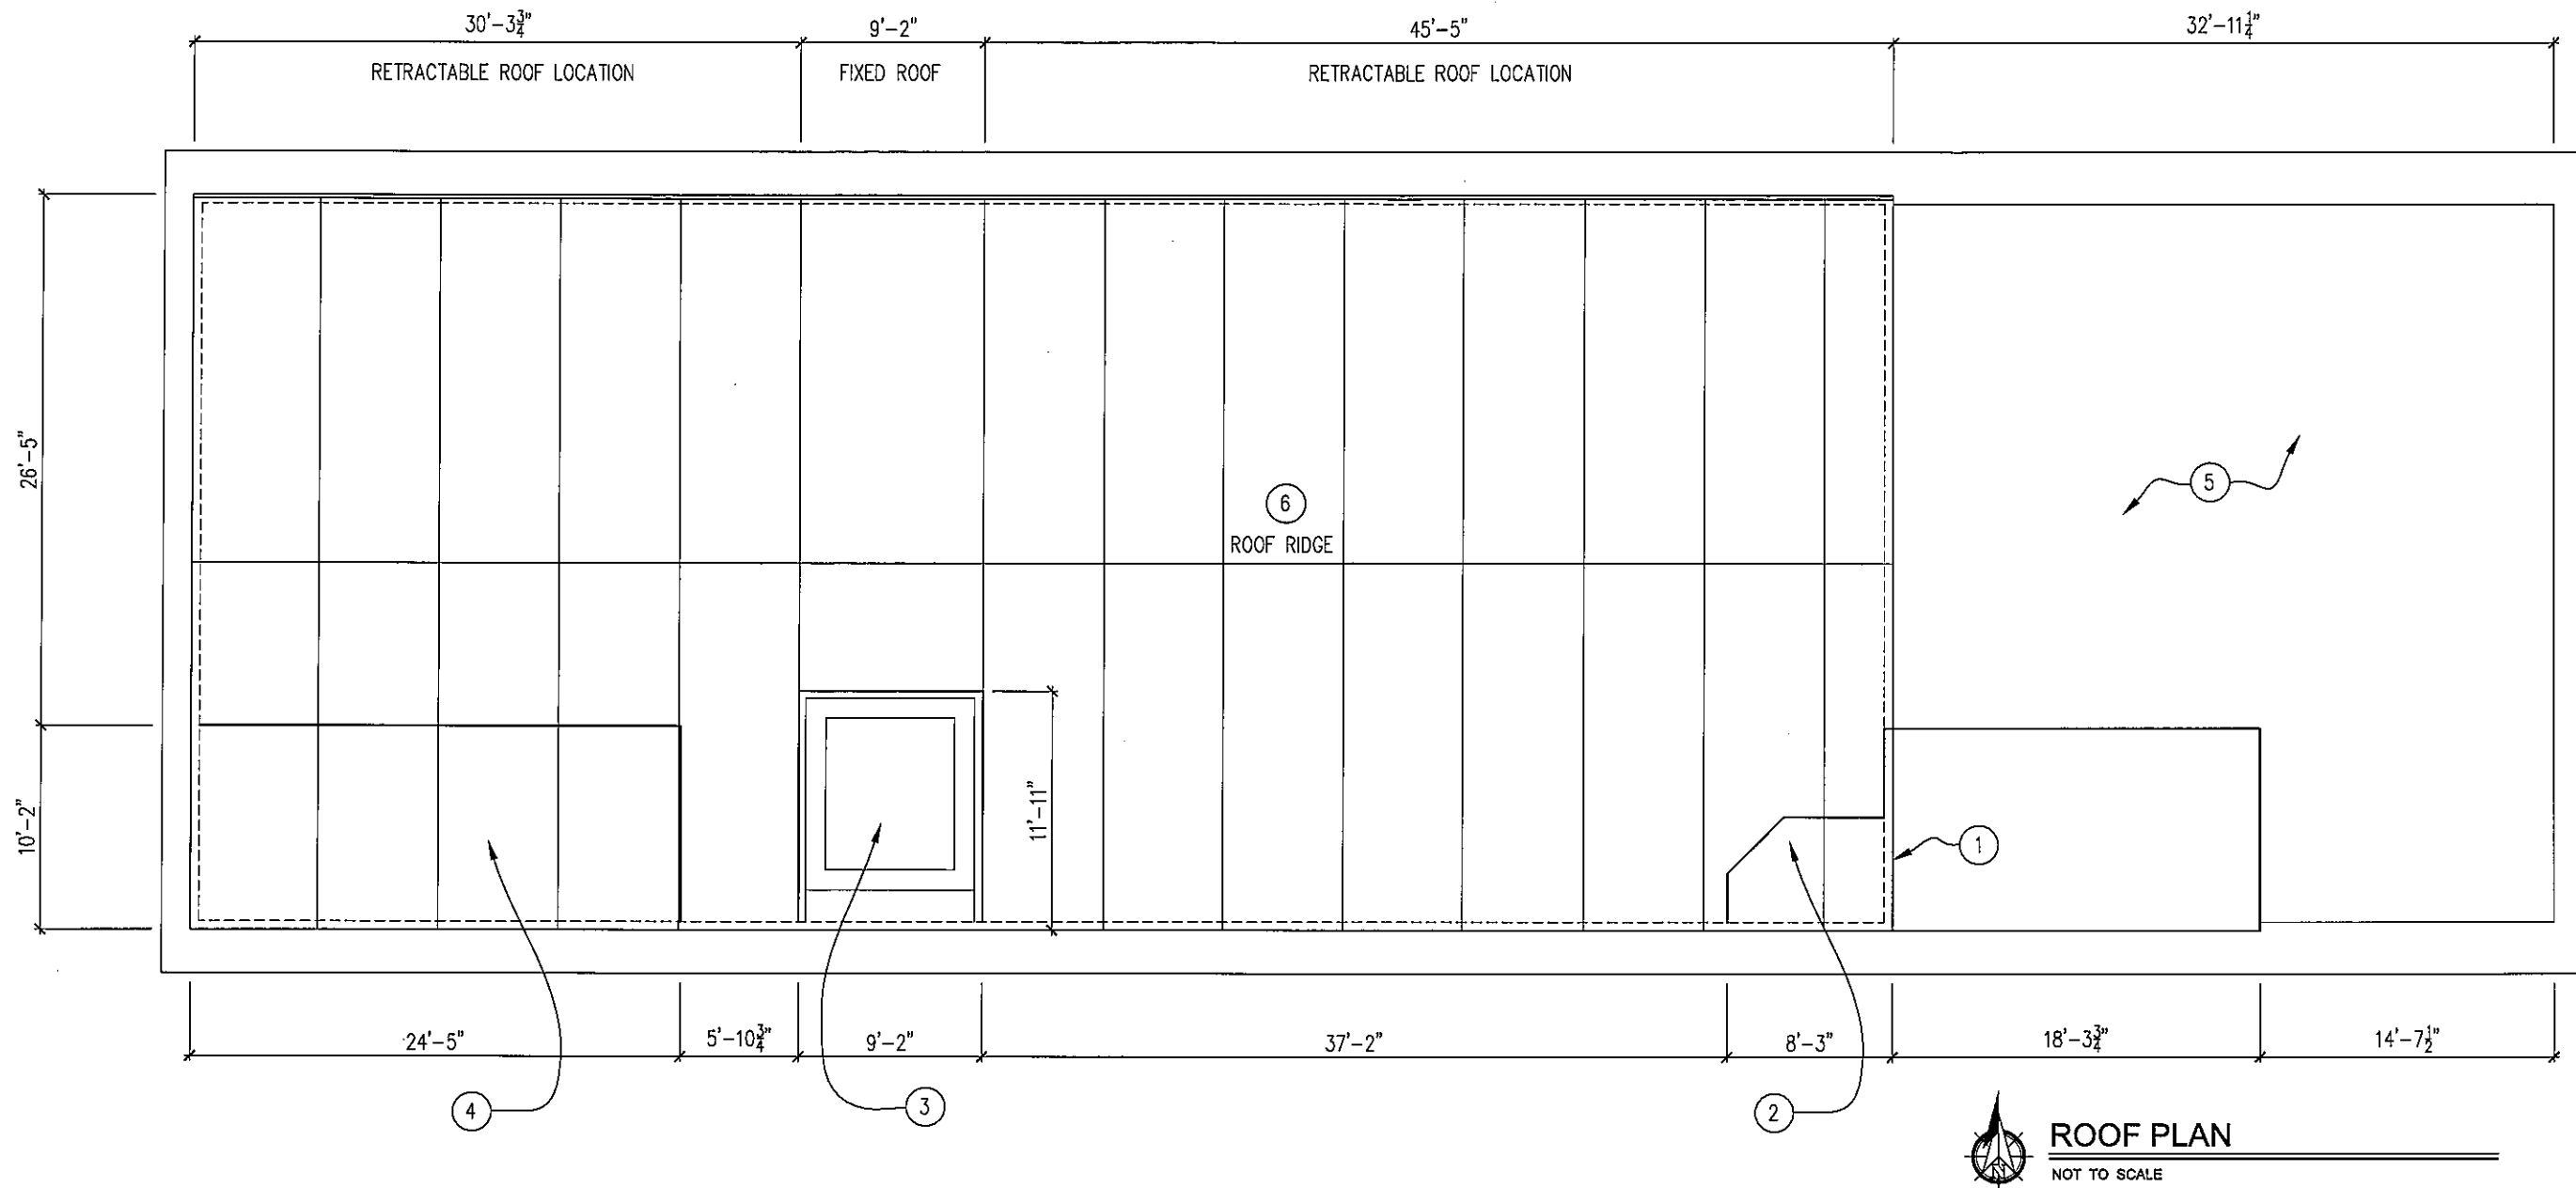 30'-3¾" 9'-2" 45'-5" 32'-11¼"
RETRACTABLE ROOF LOCATION FIXED ROOF RETRACTABLE ROOF LOCATION
26'-5"
5
6
ROOF RIDGE
10'-2"
11'-11"
1
24'-5" 5'-10¾" 9'-2" 37'-2" 8'-3" 18'-3¾" 14'-7½"
4
3
2
N
ROOF PLAN
NOT TO SCALE